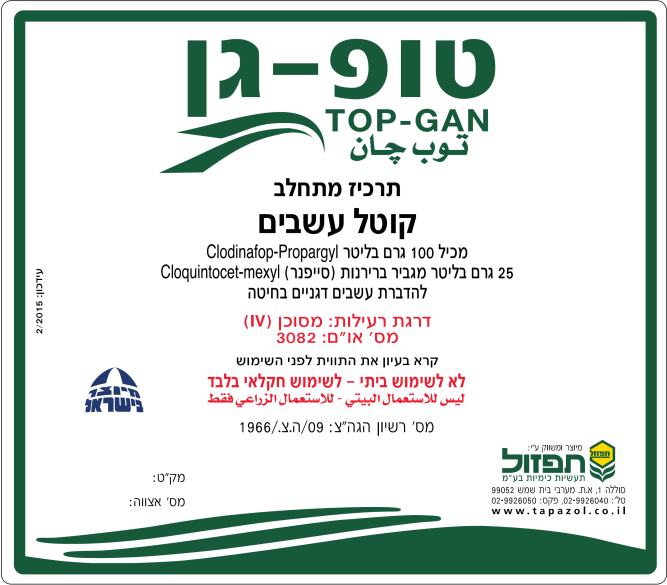 טופ-גן
TOP-GAN
توب چان
תרכיז מתחלב
קוטל עשבים
מכיל 100 גרם בליטר Clodinafop-Propargyl
25 גרם בליטר מגביר ברירנות (סייפנר) Cloquintocet-mexyl
להדברת עשבים דגניים בחיטה
דרגת רעילות: מסוכן (IV)
מס' או"ם: 3082
קרא בעיון את התווית לפני השימוש
לא לשימוש ביתי – לשימוש חקלאי בלבד
ليس للاستعمال البيتي - للاستعمال الزراعي فقط
מס' רשיון הגה"צ: 09/ה.צ./1966
עידכון: 2/2015
תוצר
ישראל
מק"ט:
מס' אצווה:
מיוצר ומשווק ע"י:
תפזול
תפזול
תעשיות כימיות בע"מ
סוללה 1, א.ת. מערבי בית שמש 99052
טל': 02-9926040, פקס: 02-9926050
www.tapazol.co.il